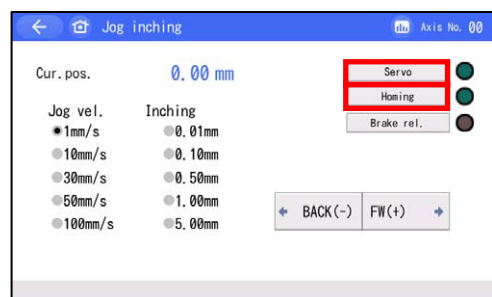 Jog inching
Axis No. 00
Cur.pos. 0.00 mm
Servo
Homing
Brake rel.
Jog vel. Inching
1mm/s 0.01mm
10mm/s 0.10mm
30mm/s 0.50mm
50mm/s 1.00mm
100mm/s 5.00mm
BACK(-) FW(+)